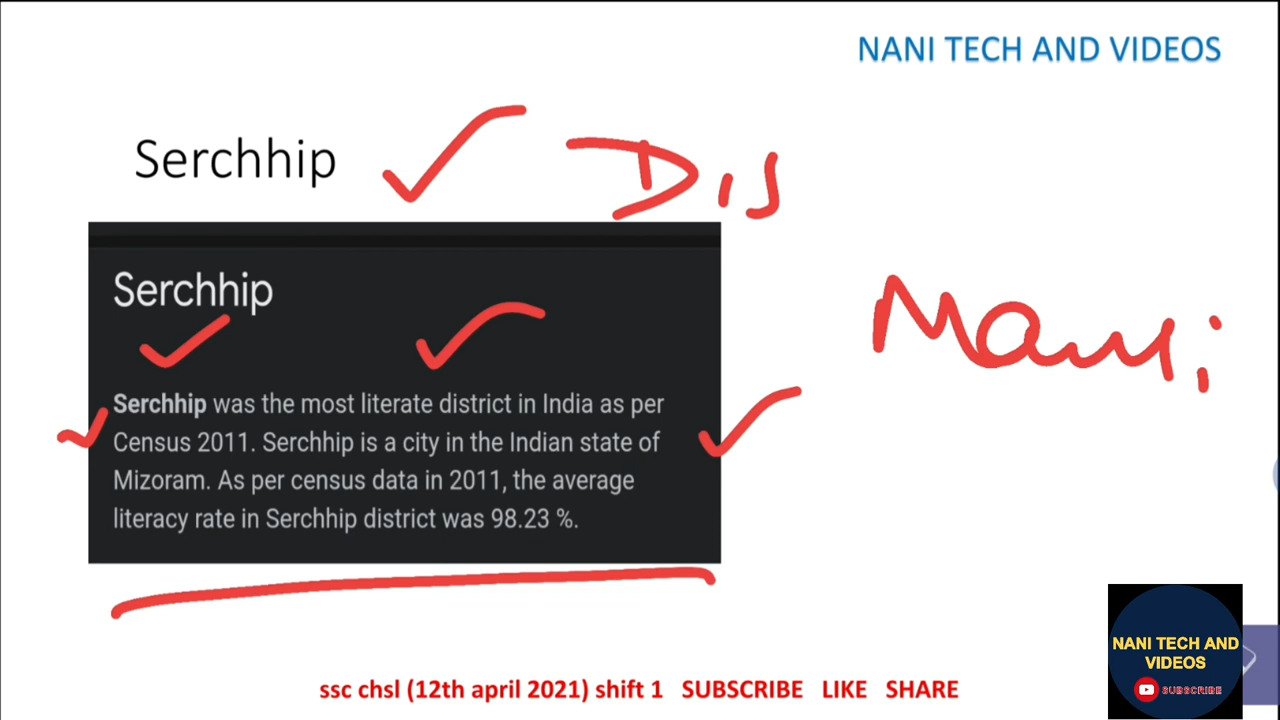 NANI TECH AND VIDEOS
Serchhip
Dis
Serchhip
Serchhip was the most literate district in India as per
Census 2011. Serchhip is a city in the Indian state of
Mizoram. As per census data in 2011, the average
literacy rate in Serchhip district was 98.23 %.
NANI TECH AND
VIDEOS
SUBSCRIBE
ssc chsl (12th april 2021) shift 1 SUBSCRIBE LIKE SHARE